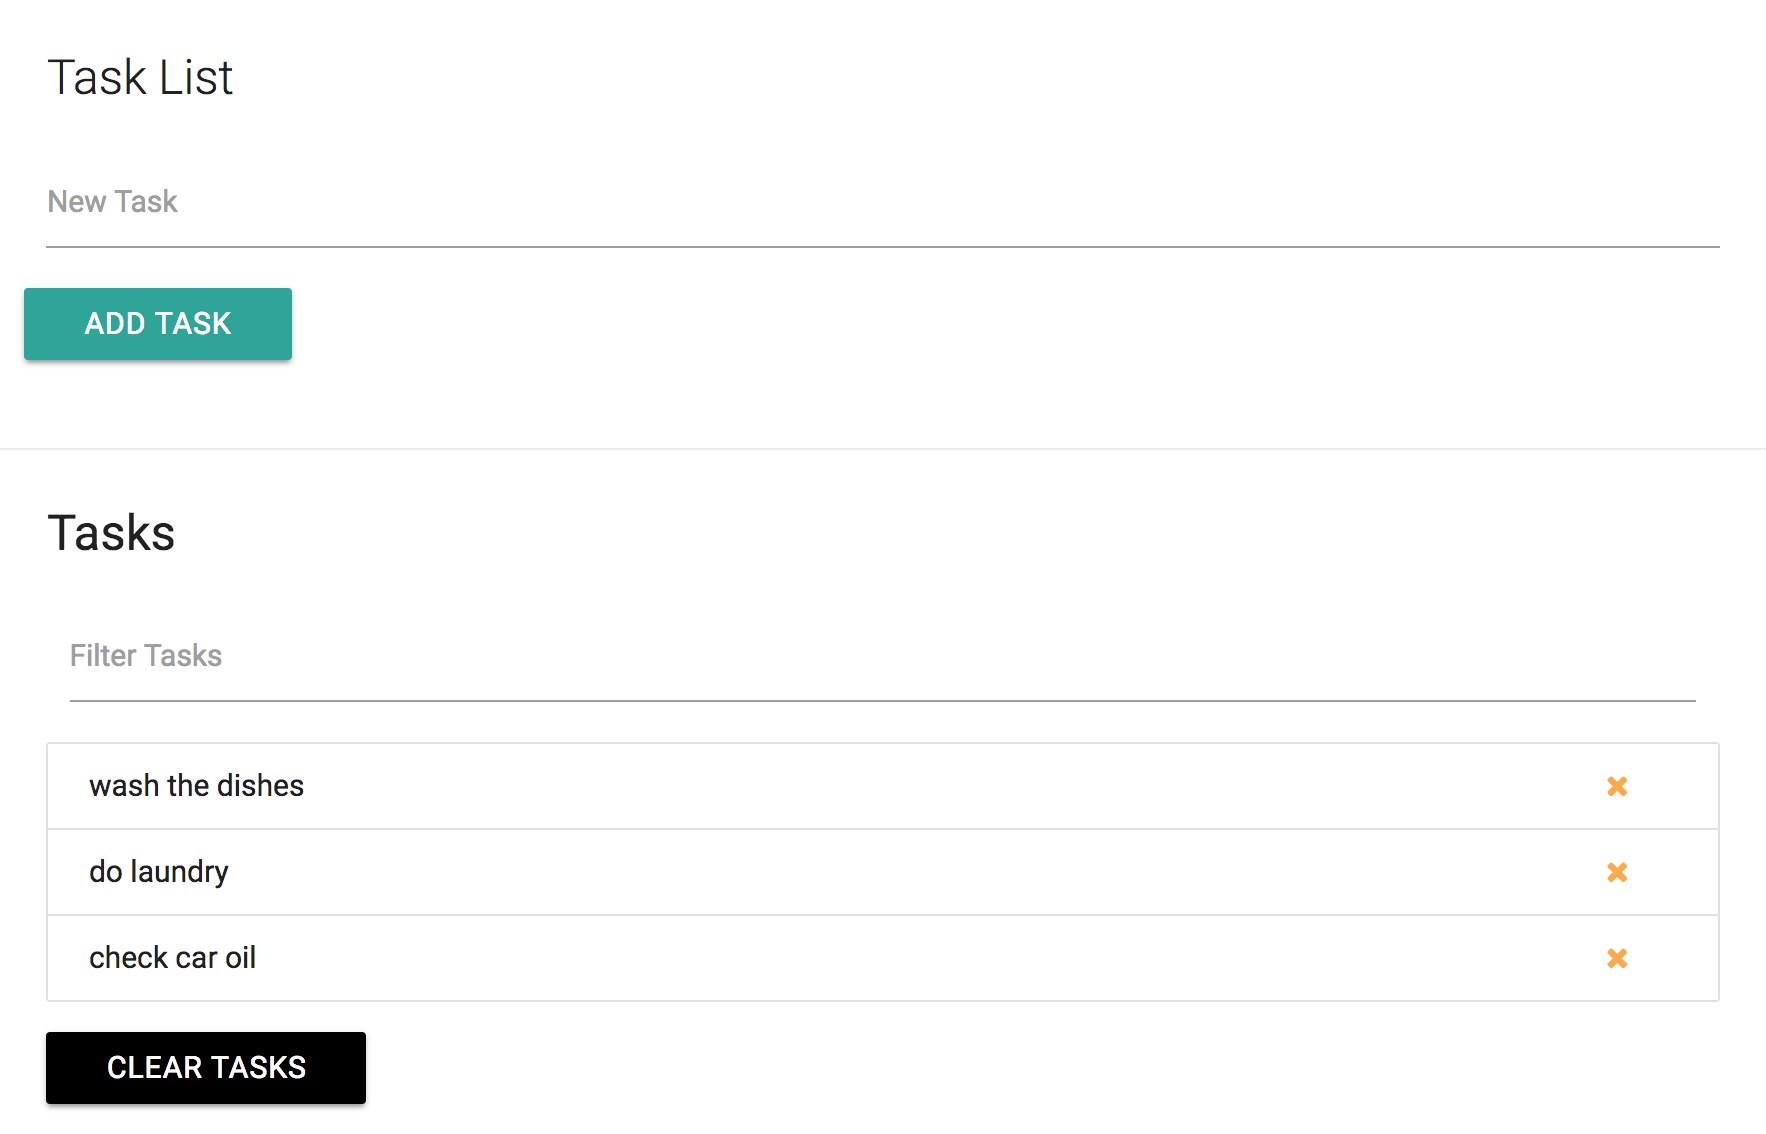 Task List
New Task
ADD TASK
Tasks
Filter Tasks
wash the dishes
do laundry
check car oil
CLEAR TASKS